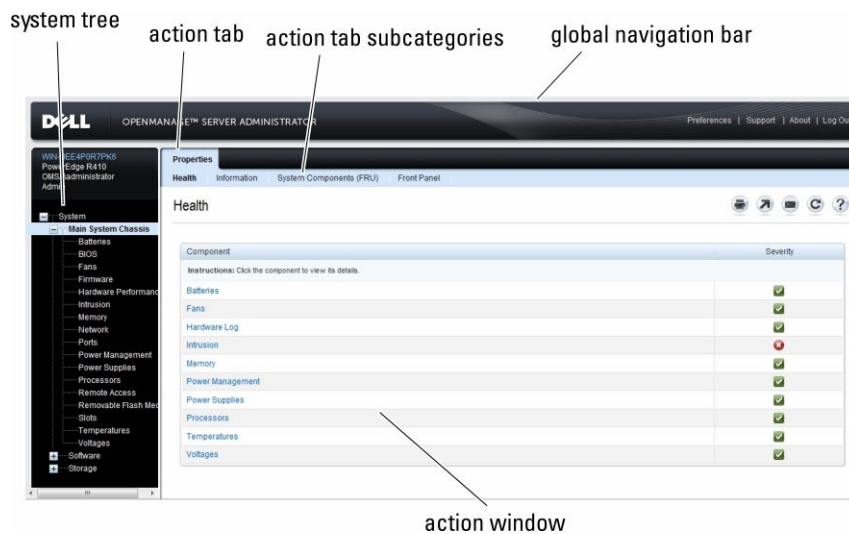 system tree
action tab
action tab subcategories
global navigation bar
DELL
OPENMANAGE™ SERVER ADMINISTRATOR
Preferences | Support | About | Log Ou
PowerEdge R410
Admin
Properties
Health Information System Components (FRU) Front Panel
Health
System
Main System Chassis
Batteries
BIOS
Fans
Firmware
Hardware Performanc
Intrusion
Memory
Network
Ports
Power Management
Power Supplies
Processors
Remote Access
Removable Flash Med
Slots
Temperatures
Voltages
Software
Storage
Component Severity
Instructions: Click the component to view its details.
Batteries
Fans
Hardware Log
Intrusion
Memory
Power Management
Power Supplies
Processors
Temperatures
Voltages
action window